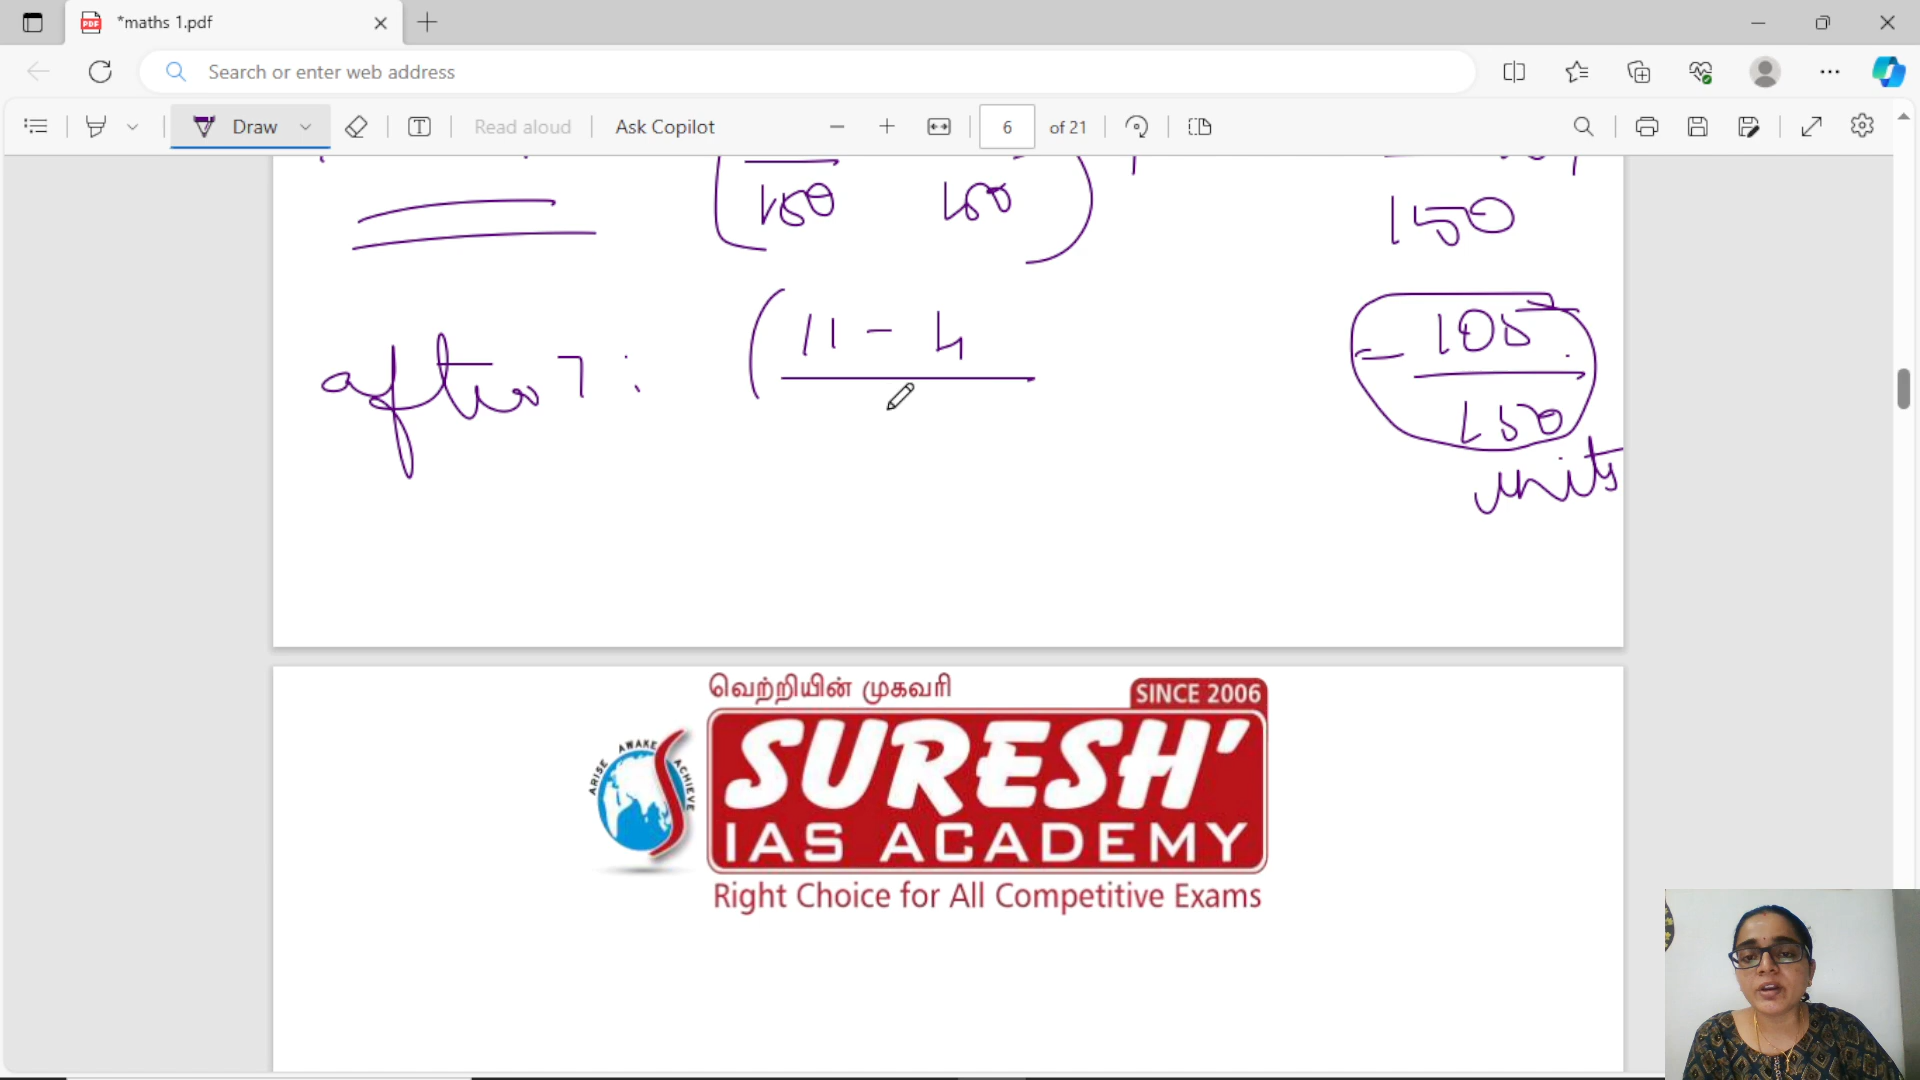 *maths 1.pdf
Search or enter web address
Draw
Read aloud
Ask Copilot
6 of 21
150 150
150
after 7 : ( 11 - 4
- 105
150
units
வெற்றியின் முகவரி
SINCE 2006
ARISE AWAKE ACHIEVE
SURESH'
IAS ACADEMY
Right Choice for All Competitive Exams